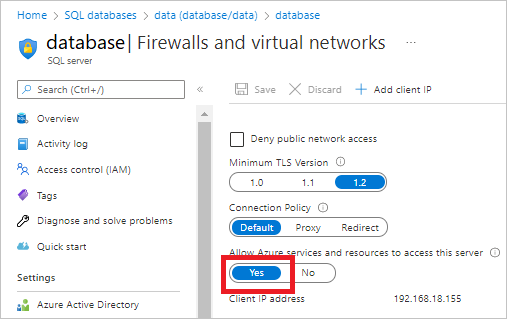 Home > SQL databases > data (database/data) > database
database| Firewalls and virtual networks ...
SQL server
Search (Ctrl+/) «
Save Discard + Add client IP
Overview
Activity log
Access control (IAM)
Tags
Diagnose and solve problems
Quick start
Settings
Azure Active Directory
Deny public network access
Minimum TLS Version
1.0 1.1 1.2
Connection Policy
Default Proxy Redirect
Allow Azure services and resources to access this server
Yes No
Client IP address 192.168.18.155